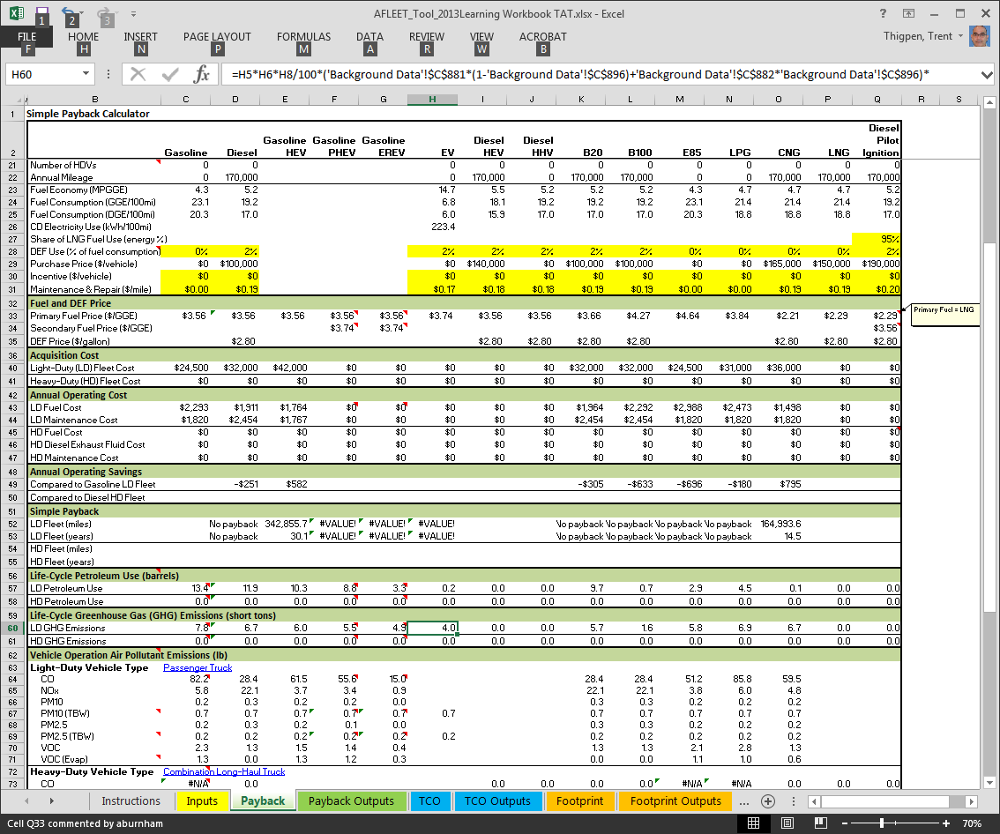 1 2 3
AFLEET_Tool_2013Learning Workbook TAT.xlsx - Excel
FILE HOME INSERT PAGE LAYOUT FORMULAS DATA REVIEW VIEW ACROBAT Thigpen, Trent
F H N P M A R W B
H60 fx =H5*H6*H8/100*('Background Data'!$C$881*(1-'Background Data'!$C$896)+'Background Data'!$C$882*'Background Data'!$C$896)*
B C D E F G H I J K L M N O P Q R S
1 Simple Payback Calculator
2 Gasoline Diesel Gasoline HEV Gasoline PHEV Gasoline EREV EV Diesel HEV Diesel HHV B20 B100 E85 LPG CNG LNG Diesel Pilot Ignition
21 Number of HDVs 0 0 0 0 0 0 0 0 0 0 0 0
22 Annual Mileage 0 170,000 0 170,000 0 170,000 170,000 0 0 170,000 170,000 170,000
23 Fuel Economy (MPGGE) 4.3 5.2 14.7 5.5 5.2 5.2 5.2 4.3 4.7 4.7 4.7 5.2
24 Fuel Consumption (GGE/100mi) 23.1 19.2 6.8 18.1 19.2 19.2 19.2 23.1 21.4 21.4 21.4 19.2
25 Fuel Consumption (DGE/100mi) 20.3 17.0 6.0 15.9 17.0 17.0 17.0 20.3 18.8 18.8 18.8 17.0
26 CD Electricity Use (kWh/100mi) 223.4
27 Share of LNG Fuel Use (energy %) 95%
28 DEF Use (% of fuel consumption) 0% 2% 2% 2% 2% 2% 2% 0% 0% 2% 2% 2%
29 Purchase Price ($/vehicle) $0 $100,000 $0 $140,000 $0 $100,000 $100,000 $0 $0 $165,000 $150,000 $190,000
30 Incentive ($/vehicle) $0 $0 $0 $0 $0 $0 $0 $0 $0 $0 $0 $0
31 Maintenance & Repair ($/mile) $0.00 $0.19 $0.17 $0.18 $0.18 $0.19 $0.19 $0.00 $0.00 $0.19 $0.19 $0.20
32 Fuel and DEF Price
33 Primary Fuel Price ($/GGE) $3.56 $3.56 $3.56 $3.56 $3.56 $3.74 $3.56 $3.56 $3.66 $4.27 $4.64 $3.84 $2.21 $2.29 $2.29 Primary Fuel = LNG
34 Secondary Fuel Price ($/GGE) $3.74 $3.74 $3.56
35 DEF Price ($/gallon) $2.80 $2.80 $2.80 $2.80 $2.80 $2.80 $2.80 $2.80
36 Acquisition Cost
40 Light-Duty (LD) Fleet Cost $24,500 $32,000 $42,000 $0 $0 $0 $0 $0 $32,000 $32,000 $24,500 $31,000 $36,000 $0 $0
41 Heavy-Duty (HD) Fleet Cost $0 $0 $0 $0 $0 $0 $0 $0 $0 $0 $0 $0 $0 $0 $0
42 Annual Operating Cost
43 LD Fuel Cost $2,293 $1,911 $1,764 $0 $0 $0 $0 $0 $1,964 $2,292 $2,988 $2,473 $1,498 $0 $0
44 LD Maintenance Cost $1,820 $2,454 $1,767 $0 $0 $0 $0 $0 $2,454 $2,454 $1,820 $1,820 $1,820 $0 $0
45 HD Fuel Cost $0 $0 $0 $0 $0 $0 $0 $0 $0 $0 $0 $0 $0 $0 $0
46 HD Diesel Exhaust Fluid Cost $0 $0 $0 $0 $0 $0 $0 $0 $0 $0 $0 $0 $0 $0 $0
47 HD Maintenance Cost $0 $0 $0 $0 $0 $0 $0 $0 $0 $0 $0 $0 $0 $0 $0
48 Annual Operating Savings
49 Compared to Gasoline LD Fleet -$251 $582 -$305 -$633 -$696 -$180 $795
50 Compared to Diesel HD Fleet
51 Simple Payback
52 LD Fleet (miles) No payback 342,855.7 #VALUE! #VALUE! #VALUE! No payback No payback No payback No payback 164,993.6
53 LD Fleet (years) No payback 30.1 #VALUE! #VALUE! #VALUE! No payback No payback No payback No payback 14.5
54 HD Fleet (miles)
55 HD Fleet (years)
56 Life-Cycle Petroleum Use (barrels)
57 LD Petroleum Use 13.4 11.9 10.3 8.8 3.3 0.2 0.0 0.0 9.7 0.7 2.9 4.5 0.1 0.0 0.0
58 HD Petroleum Use 0.0 0.0 0.0 0.0 0.0 0.0 0.0 0.0 0.0 0.0 0.0 0.0 0.0 0.0 0.0
59 Life-Cycle Greenhouse Gas (GHG) Emissions (short tons)
60 LD GHG Emissions 7.8 6.7 6.0 5.5 4.9 4.0 0.0 0.0 5.7 1.6 5.8 6.9 6.7 0.0 0.0
61 HD GHG Emissions 0.0 0.0 0.0 0.0 0.0 0.0 0.0 0.0 0.0 0.0 0.0 0.0 0.0 0.0 0.0
62 Vehicle Operation Air Pollutant Emissions (lb)
63 Light-Duty Vehicle Type Passenger Truck
64 CO 82.2 28.4 61.5 55.6 15.0 28.4 28.4 51.2 85.8 59.5
65 NOx 5.8 22.1 3.7 3.4 0.9 22.1 22.1 3.8 6.0 4.8
66 PM10 0.2 0.3 0.2 0.2 0.0 0.3 0.3 0.2 0.2 0.2
67 PM10 (TBW) 0.7 0.7 0.7 0.7 0.7 0.7 0.7 0.7 0.7 0.7 0.7
68 PM2.5 0.2 0.3 0.2 0.1 0.0 0.3 0.3 0.2 0.2 0.2
69 PM2.5 (TBW) 0.2 0.2 0.2 0.2 0.2 0.2 0.2 0.2 0.2 0.2 0.2
70 VOC 2.3 1.3 1.5 1.4 0.4 1.3 1.3 2.1 2.8 1.3
71 VOC (Evap) 1.3 0.0 1.3 1.2 0.3 0.0 0.0 1.1 1.0 0.6
72 Heavy-Duty Vehicle Type Combination Long-Haul Truck
73 CO #N/A 0.0 0.0 0.0 0.0 0.0 #N/A #N/A 0.0 0.0 0.0
Instructions Inputs Payback Payback Outputs TCO TCO Outputs Footprint Footprint Outputs ...
Cell Q33 commented by aburnham 70%